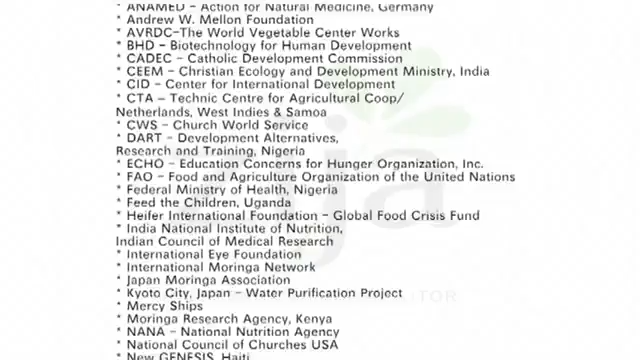 * ANAMED - Action for Natural Medicine, Germany
* Andrew W. Mellon Foundation
* AVRDC-The World Vegetable Center Works
* BHD - Biotechnology for Human Development
* CADEC - Catholic Development Commission
* CEEM - Christian Ecology and Development Ministry, India
* CID - Center for International Development
* CTA - Technic Centre for Agricultural Coop/
Netherlands, West Indies & Samoa
* CWS - Church World Service
* DART - Development Alternatives,
Research and Training, Nigeria
* ECHO - Education Concerns for Hunger Organization, Inc.
* FAO - Food and Agriculture Organization of the United Nations
* Federal Ministry of Health, Nigeria
* Feed the Children, Uganda
* Heifer International Foundation - Global Food Crisis Fund
* India National Institute of Nutrition,
Indian Council of Medical Research
* International Eye Foundation
* International Moringa Network
* Japan Moringa Association
* Kyoto City, Japan - Water Purification Project
* Mercy Ships
* Moringa Research Agency, Kenya
* NANA - National Nutrition Agency
* National Council of Churches USA
* New GENESIS, Haiti